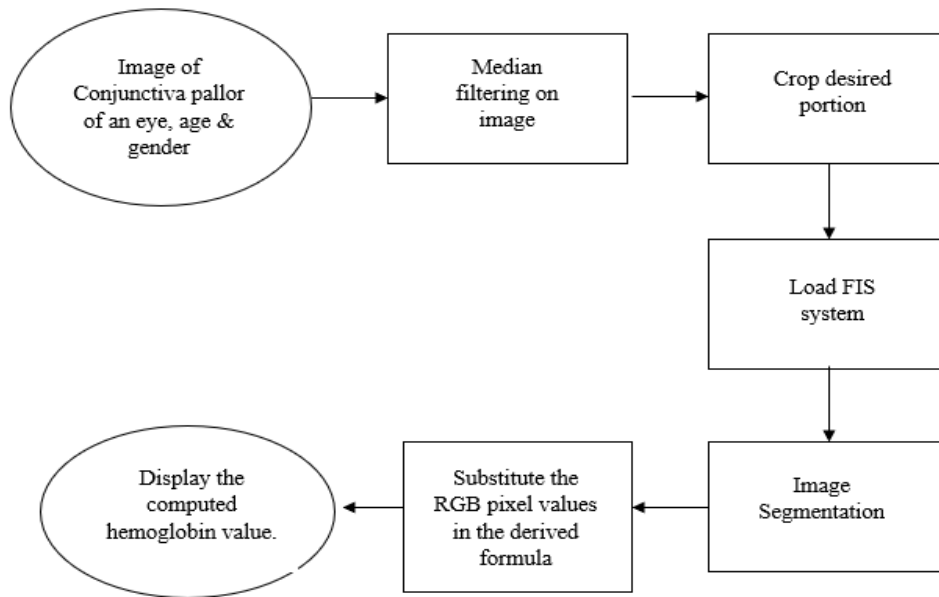 Image of
Conjunctiva pallor
of an eye, age &
gender
Median
filtering on
image
Crop desired
portion
Load FIS
system
Image
Segmentation
Substitute the
RGB pixel values
in the derived
formula
Display the
computed
hemoglobin value.